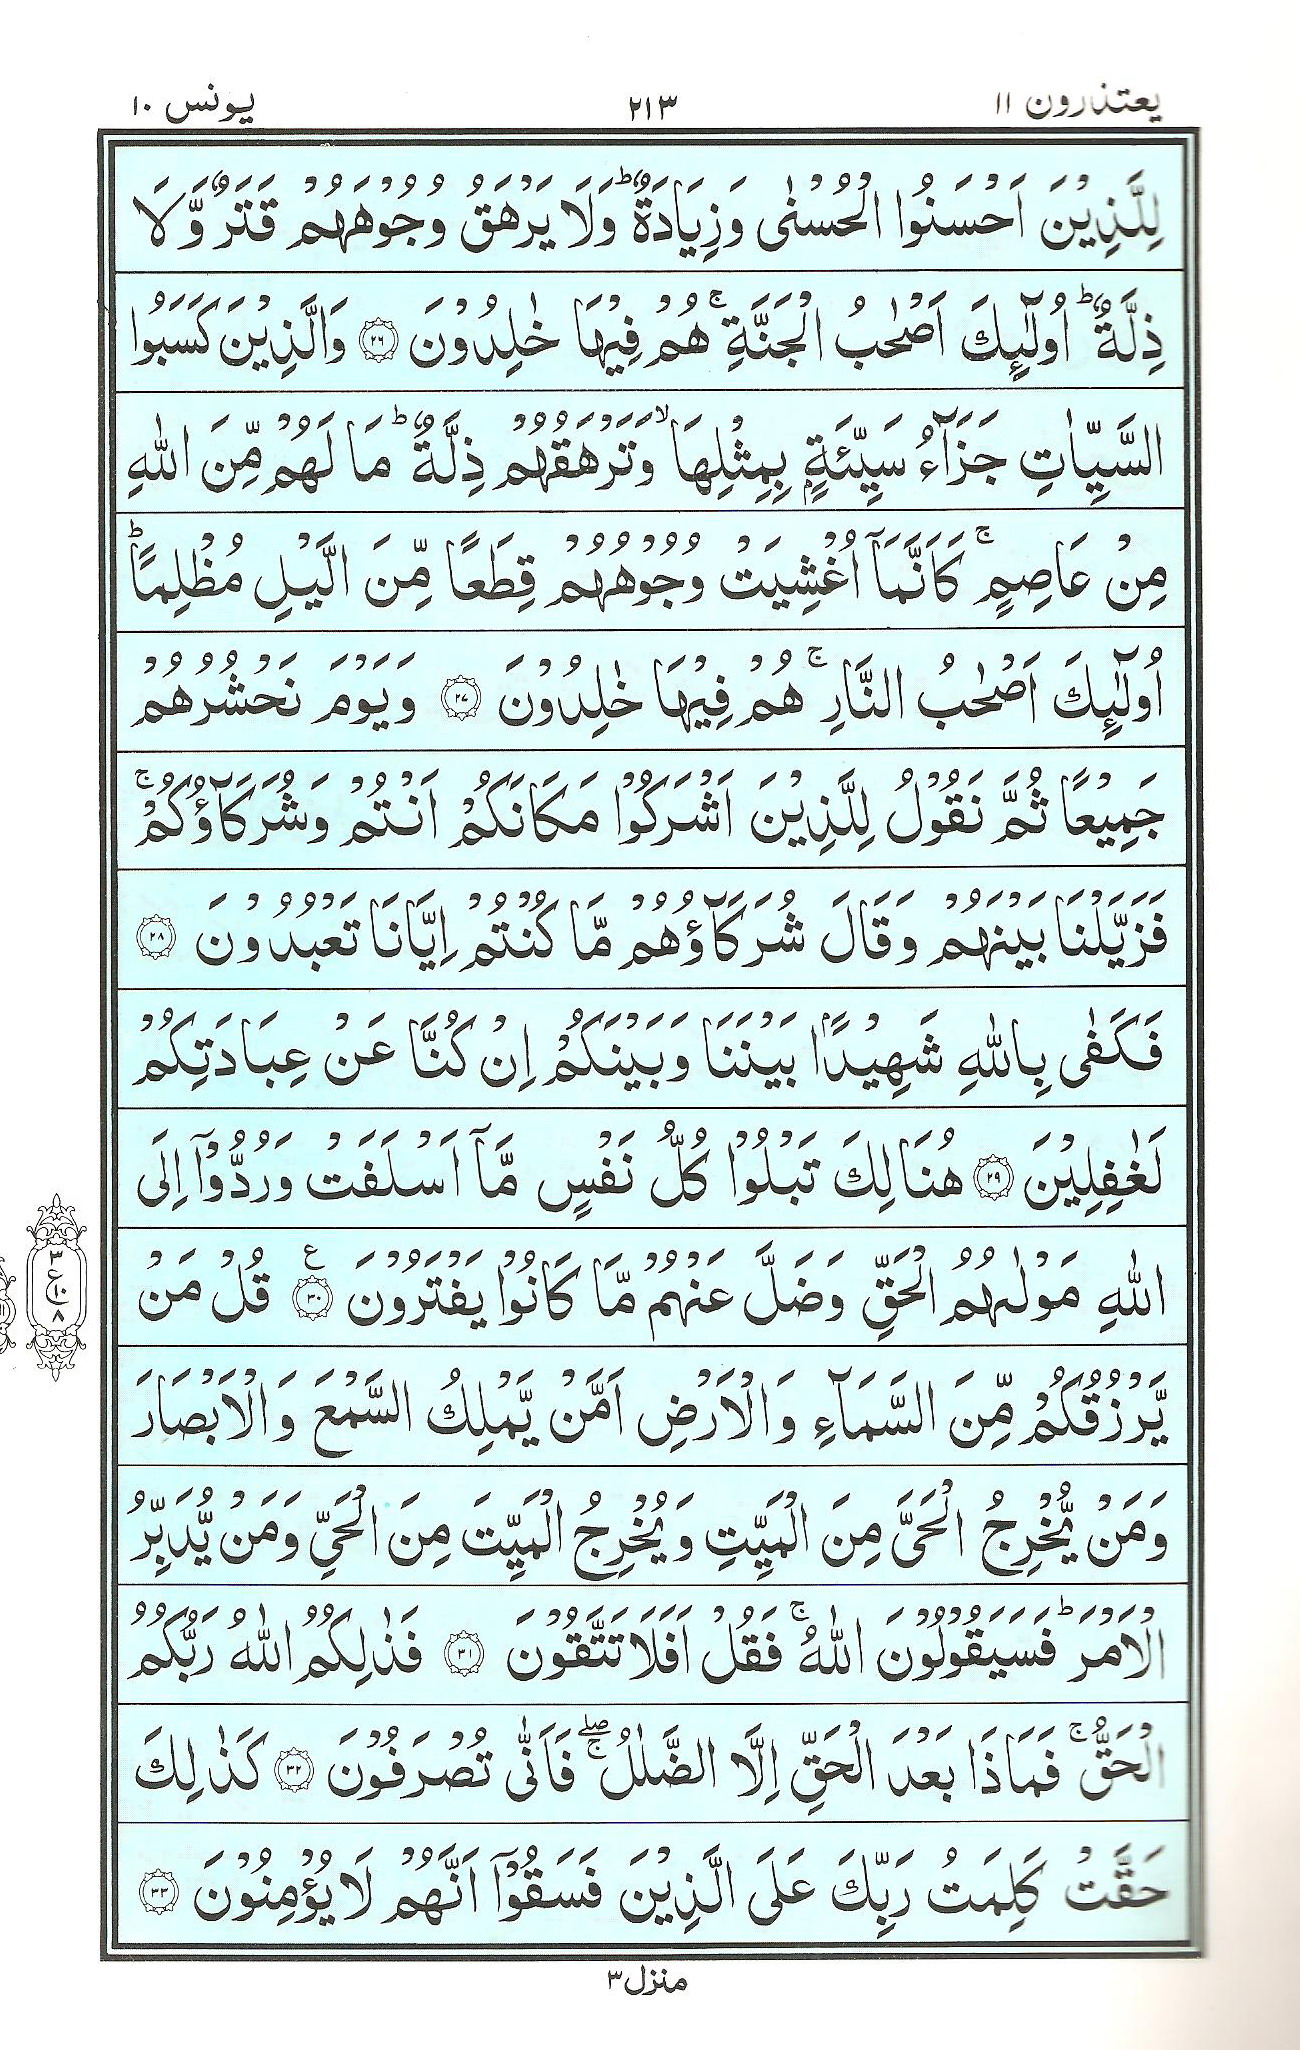 يعتذرون ١١
٢١٣
يونس ١٠
لِلَّذِيْنَ اَحْسَنُوا الْحُسْنٰى وَزِيَادَةٌ ؕ وَلَا يَرْهَقُ وُجُوْهَهُمْ قَتَرٌ وَّلَا
ذِلَّةٌ ؕ اُولٰٓئِكَ اَصْحٰبُ الْجَنَّةِ ۚ هُمْ فِيْهَا خٰلِدُوْنَ ٢٦ وَالَّذِيْنَ كَسَبُوا
السَّيِّاٰتِ جَزَآءُ سَيِّئَةٍۭ بِمِثْلِهَا ۙ وَتَرْهَقُهُمْ ذِلَّةٌ ؕ مَا لَهُمْ مِّنَ اللّٰهِ
مِنْ عَاصِمٍ ۚ كَاَنَّمَآ اُغْشِيَتْ وُجُوْهُهُمْ قِطَعًا مِّنَ الَّيْلِ مُظْلِمًا ؕ
اُولٰٓئِكَ اَصْحٰبُ النَّارِ ۚ هُمْ فِيْهَا خٰلِدُوْنَ ٢٧ وَيَوْمَ نَحْشُرُهُمْ
جَمِيْعًا ثُمَّ نَقُوْلُ لِلَّذِيْنَ اَشْرَكُوْا مَكَانَكُمْ اَنْتُمْ وَشُرَكَآؤُكُمْ ۚ
فَزَيَّلْنَا بَيْنَهُمْ وَقَالَ شُرَكَآؤُهُمْ مَّا كُنْتُمْ اِيَّانَا تَعْبُدُوْنَ ٢٨
فَكَفٰى بِاللّٰهِ شَهِيْدًۢا بَيْنَنَا وَبَيْنَكُمْ اِنْ كُنَّا عَنْ عِبَادَتِكُمْ
لَغٰفِلِيْنَ ٢٩ هُنَالِكَ تَبْلُوْا كُلُّ نَفْسٍ مَّآ اَسْلَفَتْ وَرُدُّوْٓا اِلَى
اللّٰهِ مَوْلٰىهُمُ الْحَقِّ وَضَلَّ عَنْهُمْ مَّا كَانُوْا يَفْتَرُوْنَ ٣٠ ع قُلْ مَنْ
٣
ع
١٠
٨
يَّرْزُقُكُمْ مِّنَ السَّمَآءِ وَالْاَرْضِ اَمَّنْ يَّمْلِكُ السَّمْعَ وَالْاَبْصَارَ
وَمَنْ يُّخْرِجُ الْحَىَّ مِنَ الْمَيِّتِ وَيُخْرِجُ الْمَيِّتَ مِنَ الْحَىِّ وَمَنْ يُّدَبِّرُ
الْاَمْرَ ؕ فَسَيَقُوْلُوْنَ اللّٰهُ ۚ فَقُلْ اَفَلَا تَتَّقُوْنَ ٣١ فَذٰلِكُمُ اللّٰهُ رَبُّكُمُ
الْحَقُّ ۚ فَمَاذَا بَعْدَ الْحَقِّ اِلَّا الضَّلٰلُ ۖۚ فَاَنّٰى تُصْرَفُوْنَ ٣٢ كَذٰلِكَ
حَقَّتْ كَلِمَتُ رَبِّكَ عَلَى الَّذِيْنَ فَسَقُوْٓا اَنَّهُمْ لَا يُؤْمِنُوْنَ ٣٣
منزل ٣